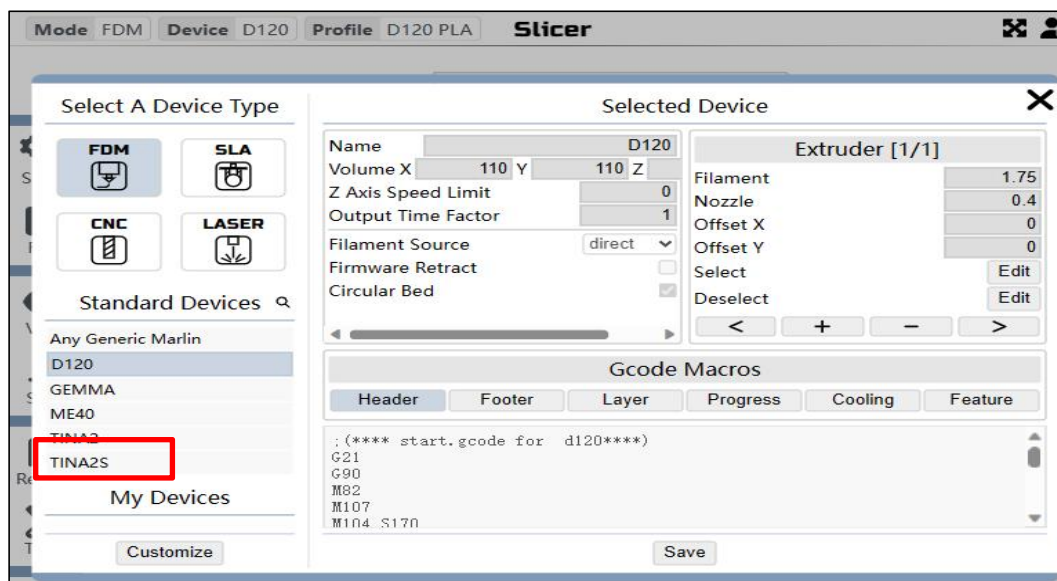 Mode FDM Device D120 Profile D120 PLA Slicer
Select A Device Type
FDM SLA
CNC LASER
Standard Devices
Any Generic Marlin
D120
GEMMA
ME40
TINA2
TINA2S
My Devices
Customize
Selected Device
Name D120
Volume X 110 Y 110 Z
Z Axis Speed Limit 0
Output Time Factor 1
Filament Source direct
Firmware Retract
Circular Bed
Extruder [1/1]
Filament 1.75
Nozzle 0.4
Offset X 0
Offset Y 0
Select Edit
Deselect Edit
< + − >
Gcode Macros
Header Footer Layer Progress Cooling Feature
;(**** start.gcode for d120****)
G21
G90
M82
M107
M104 S170
Save